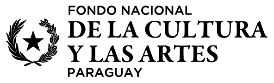 FONDO NACIONAL
DE LA CULTURA
Y LAS ARTES
PARAGUAY